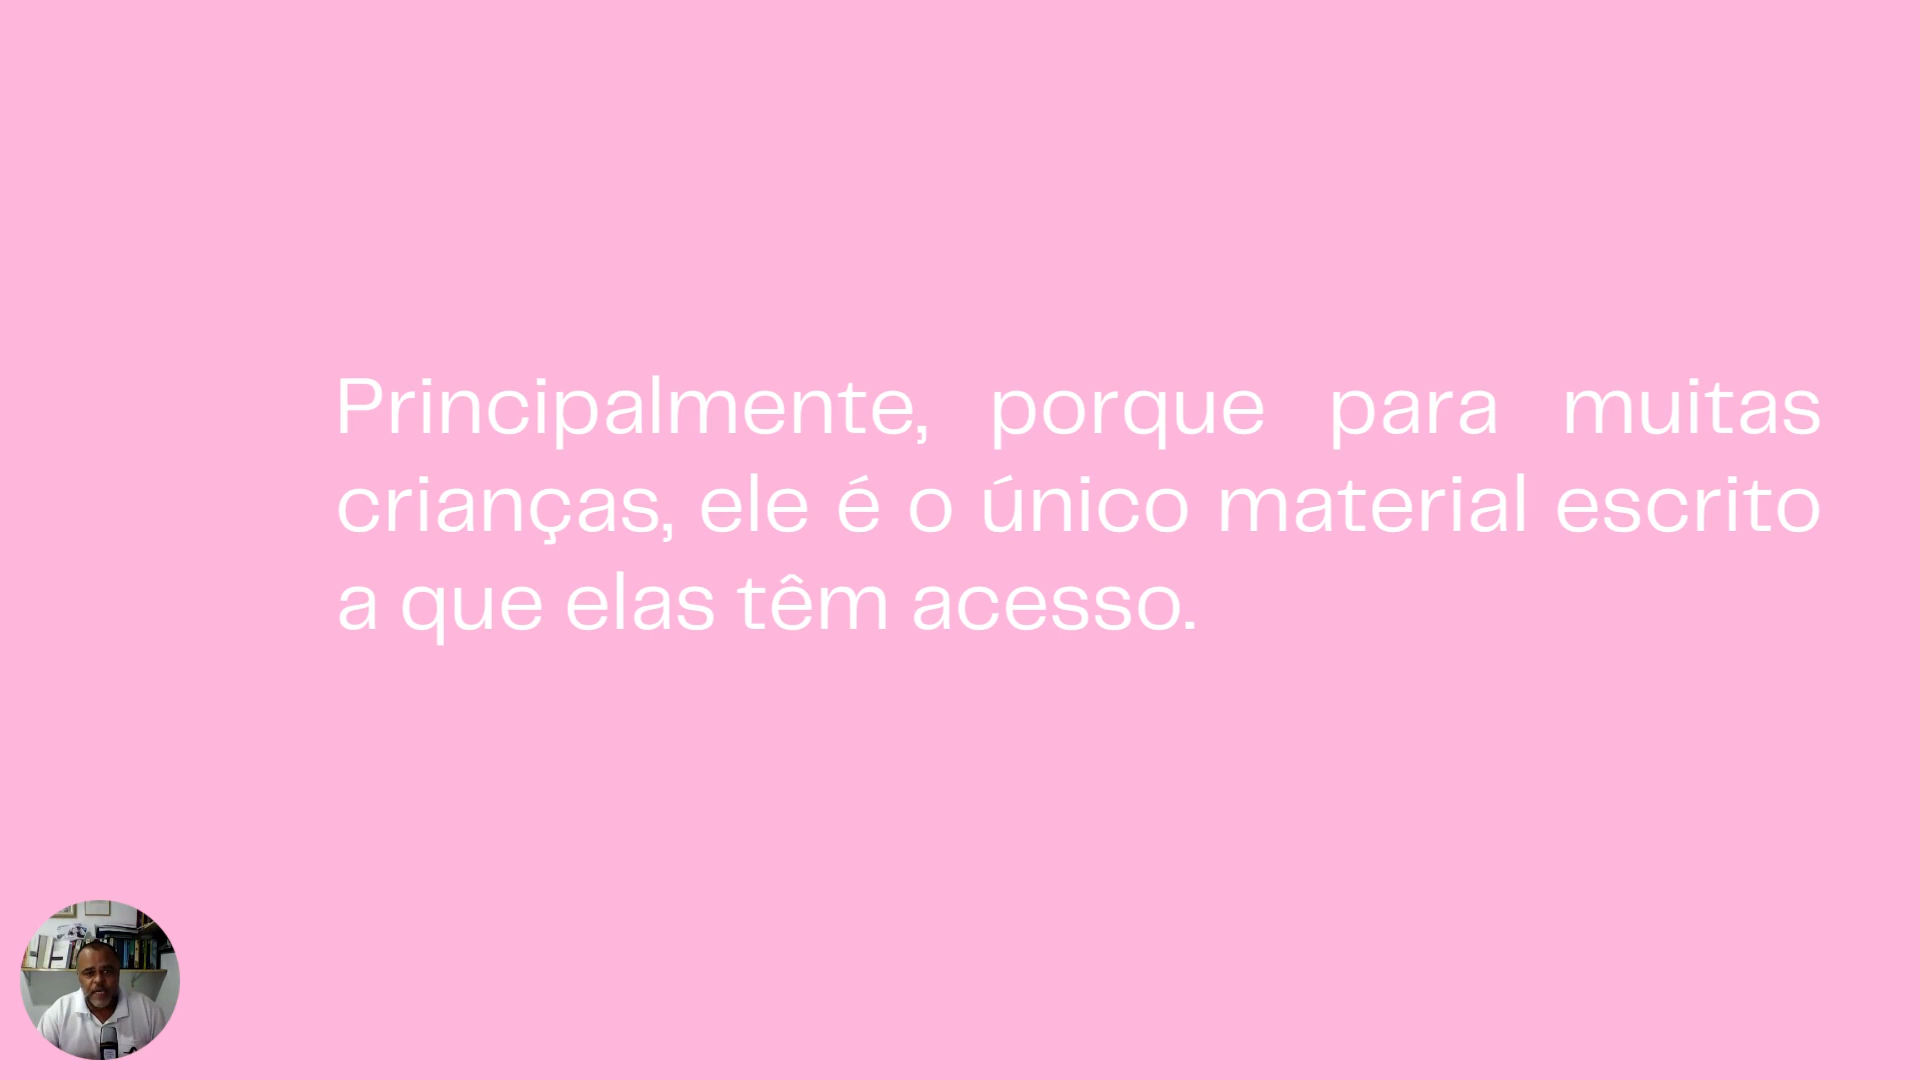 Principalmente, porque para muitas
crianças, ele é o único material escrito
a que elas têm acesso.